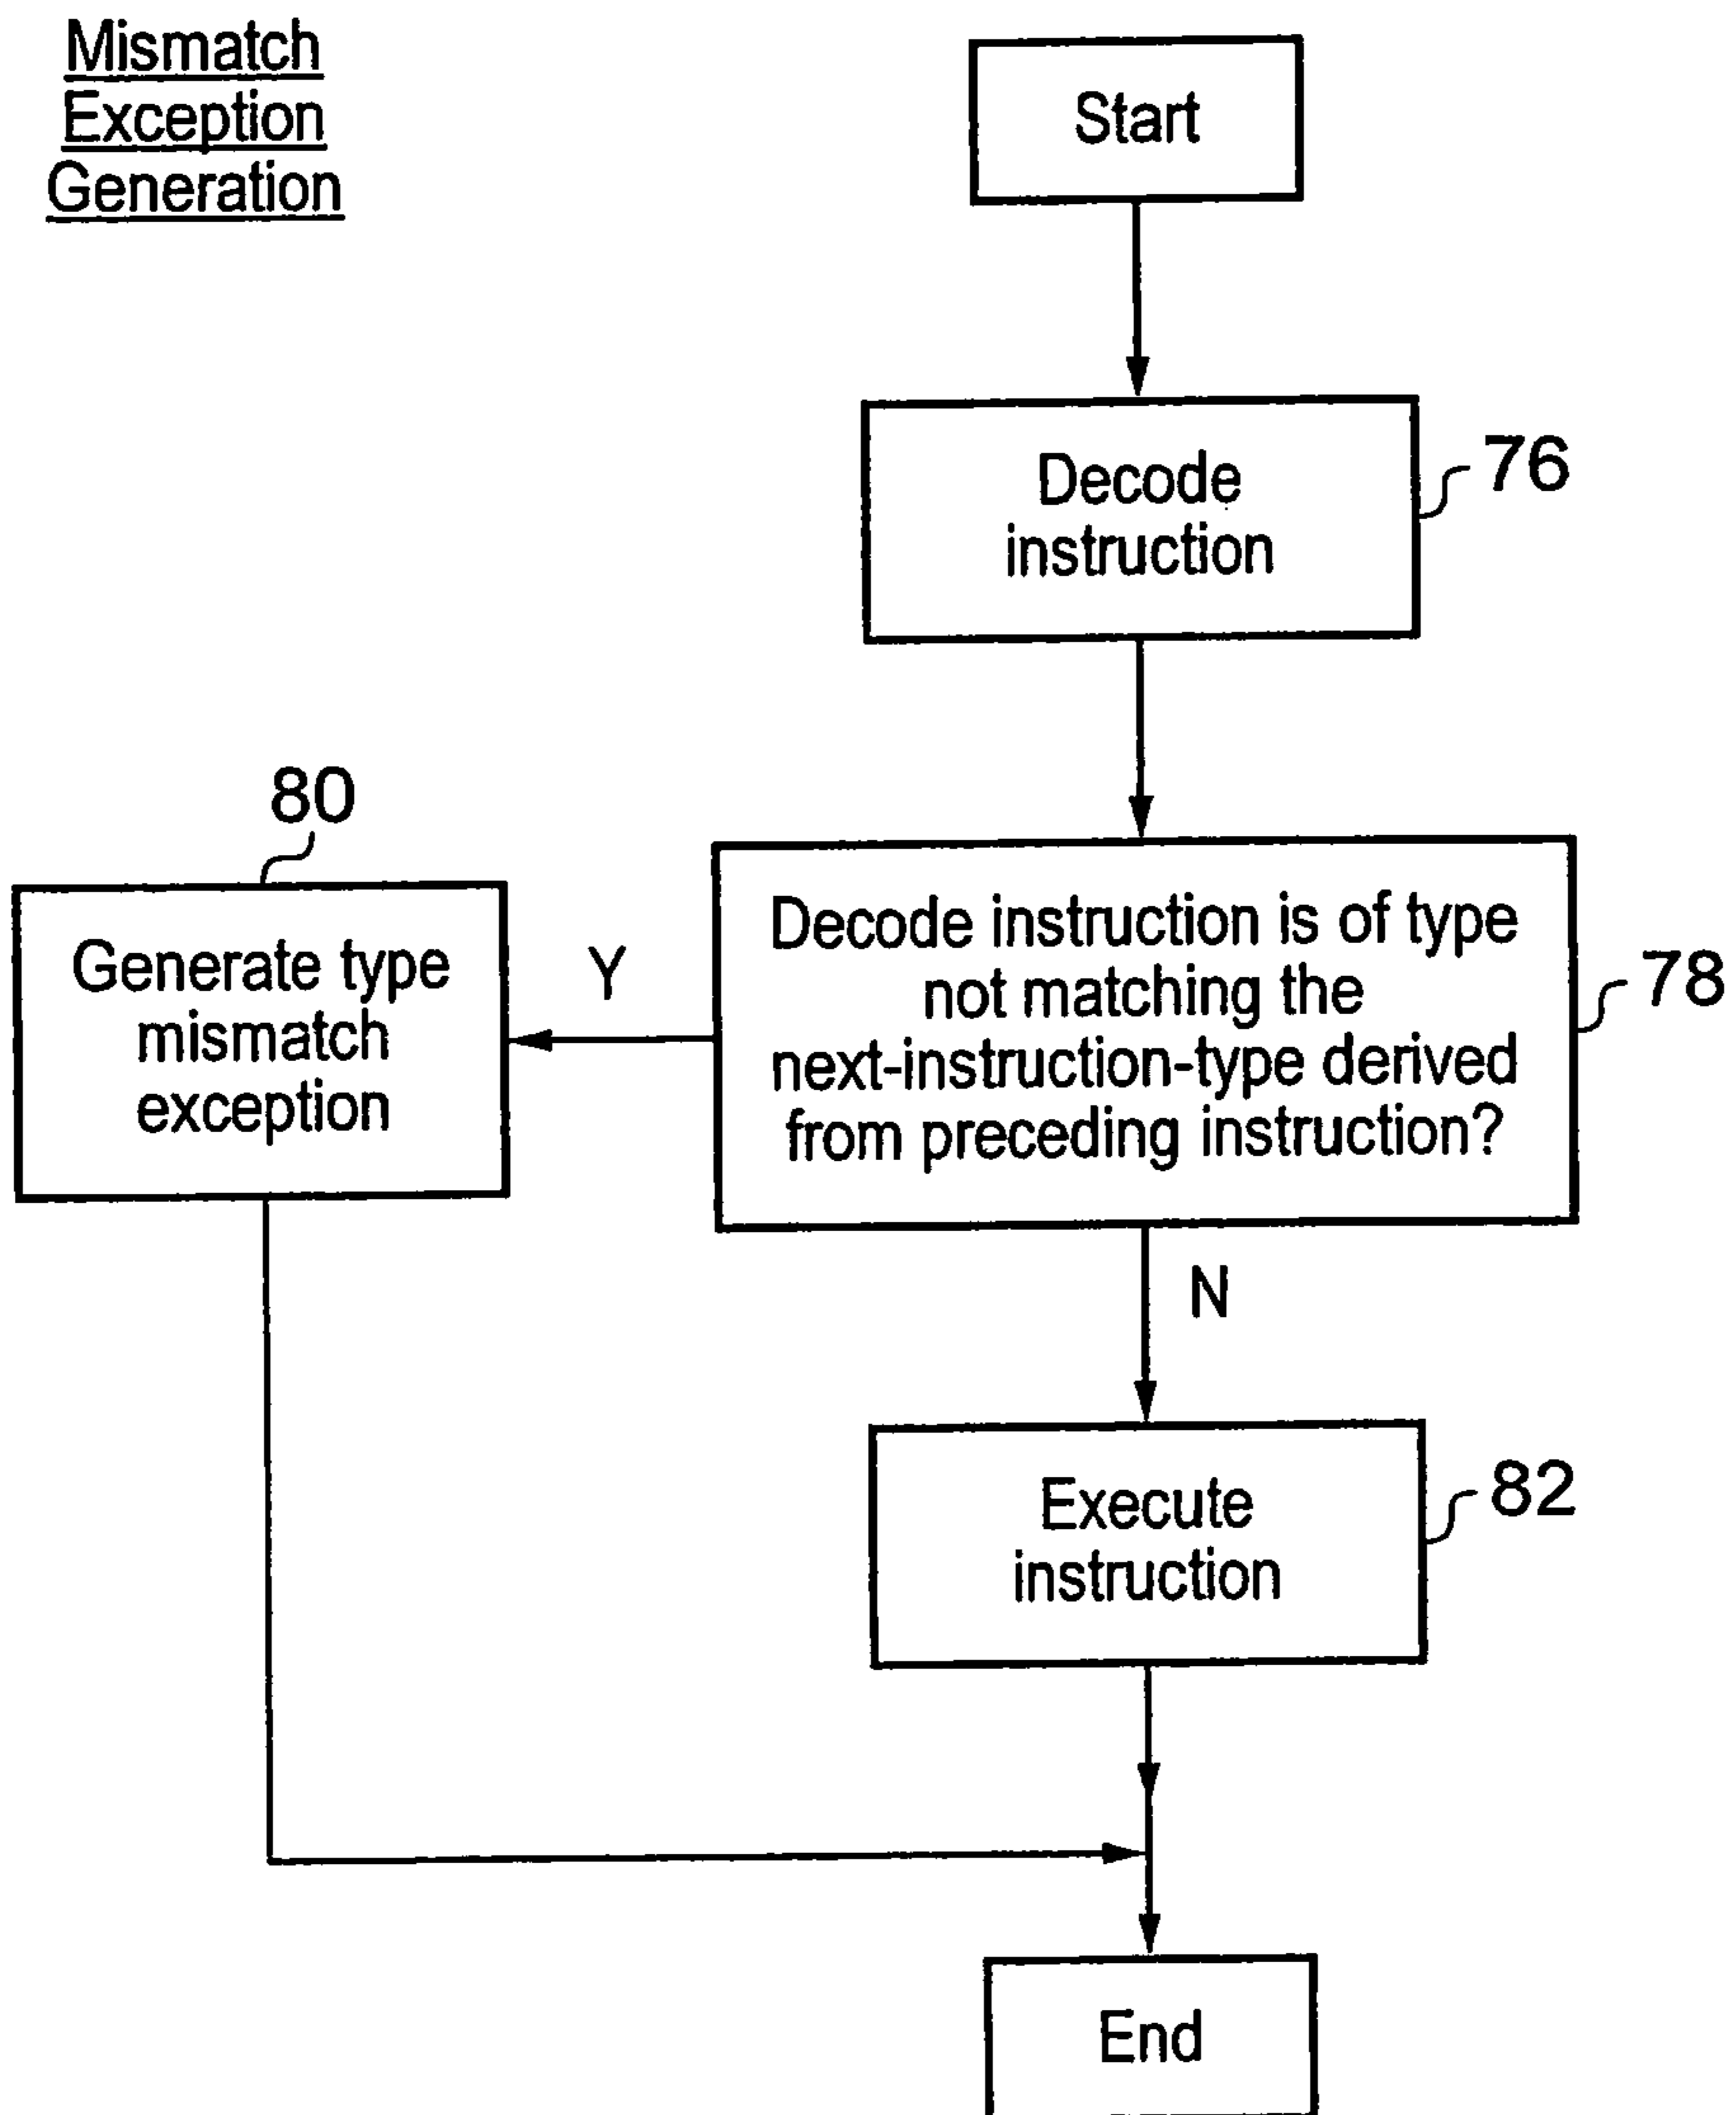 Mismatch
Exception
Generation
Start
Decode
instruction
76
80
Generate type
mismatch
exception
Y
Decode instruction is of type
not matching the
next-instruction-type derived
from preceding instruction?
78
N
Execute
instruction
82
End